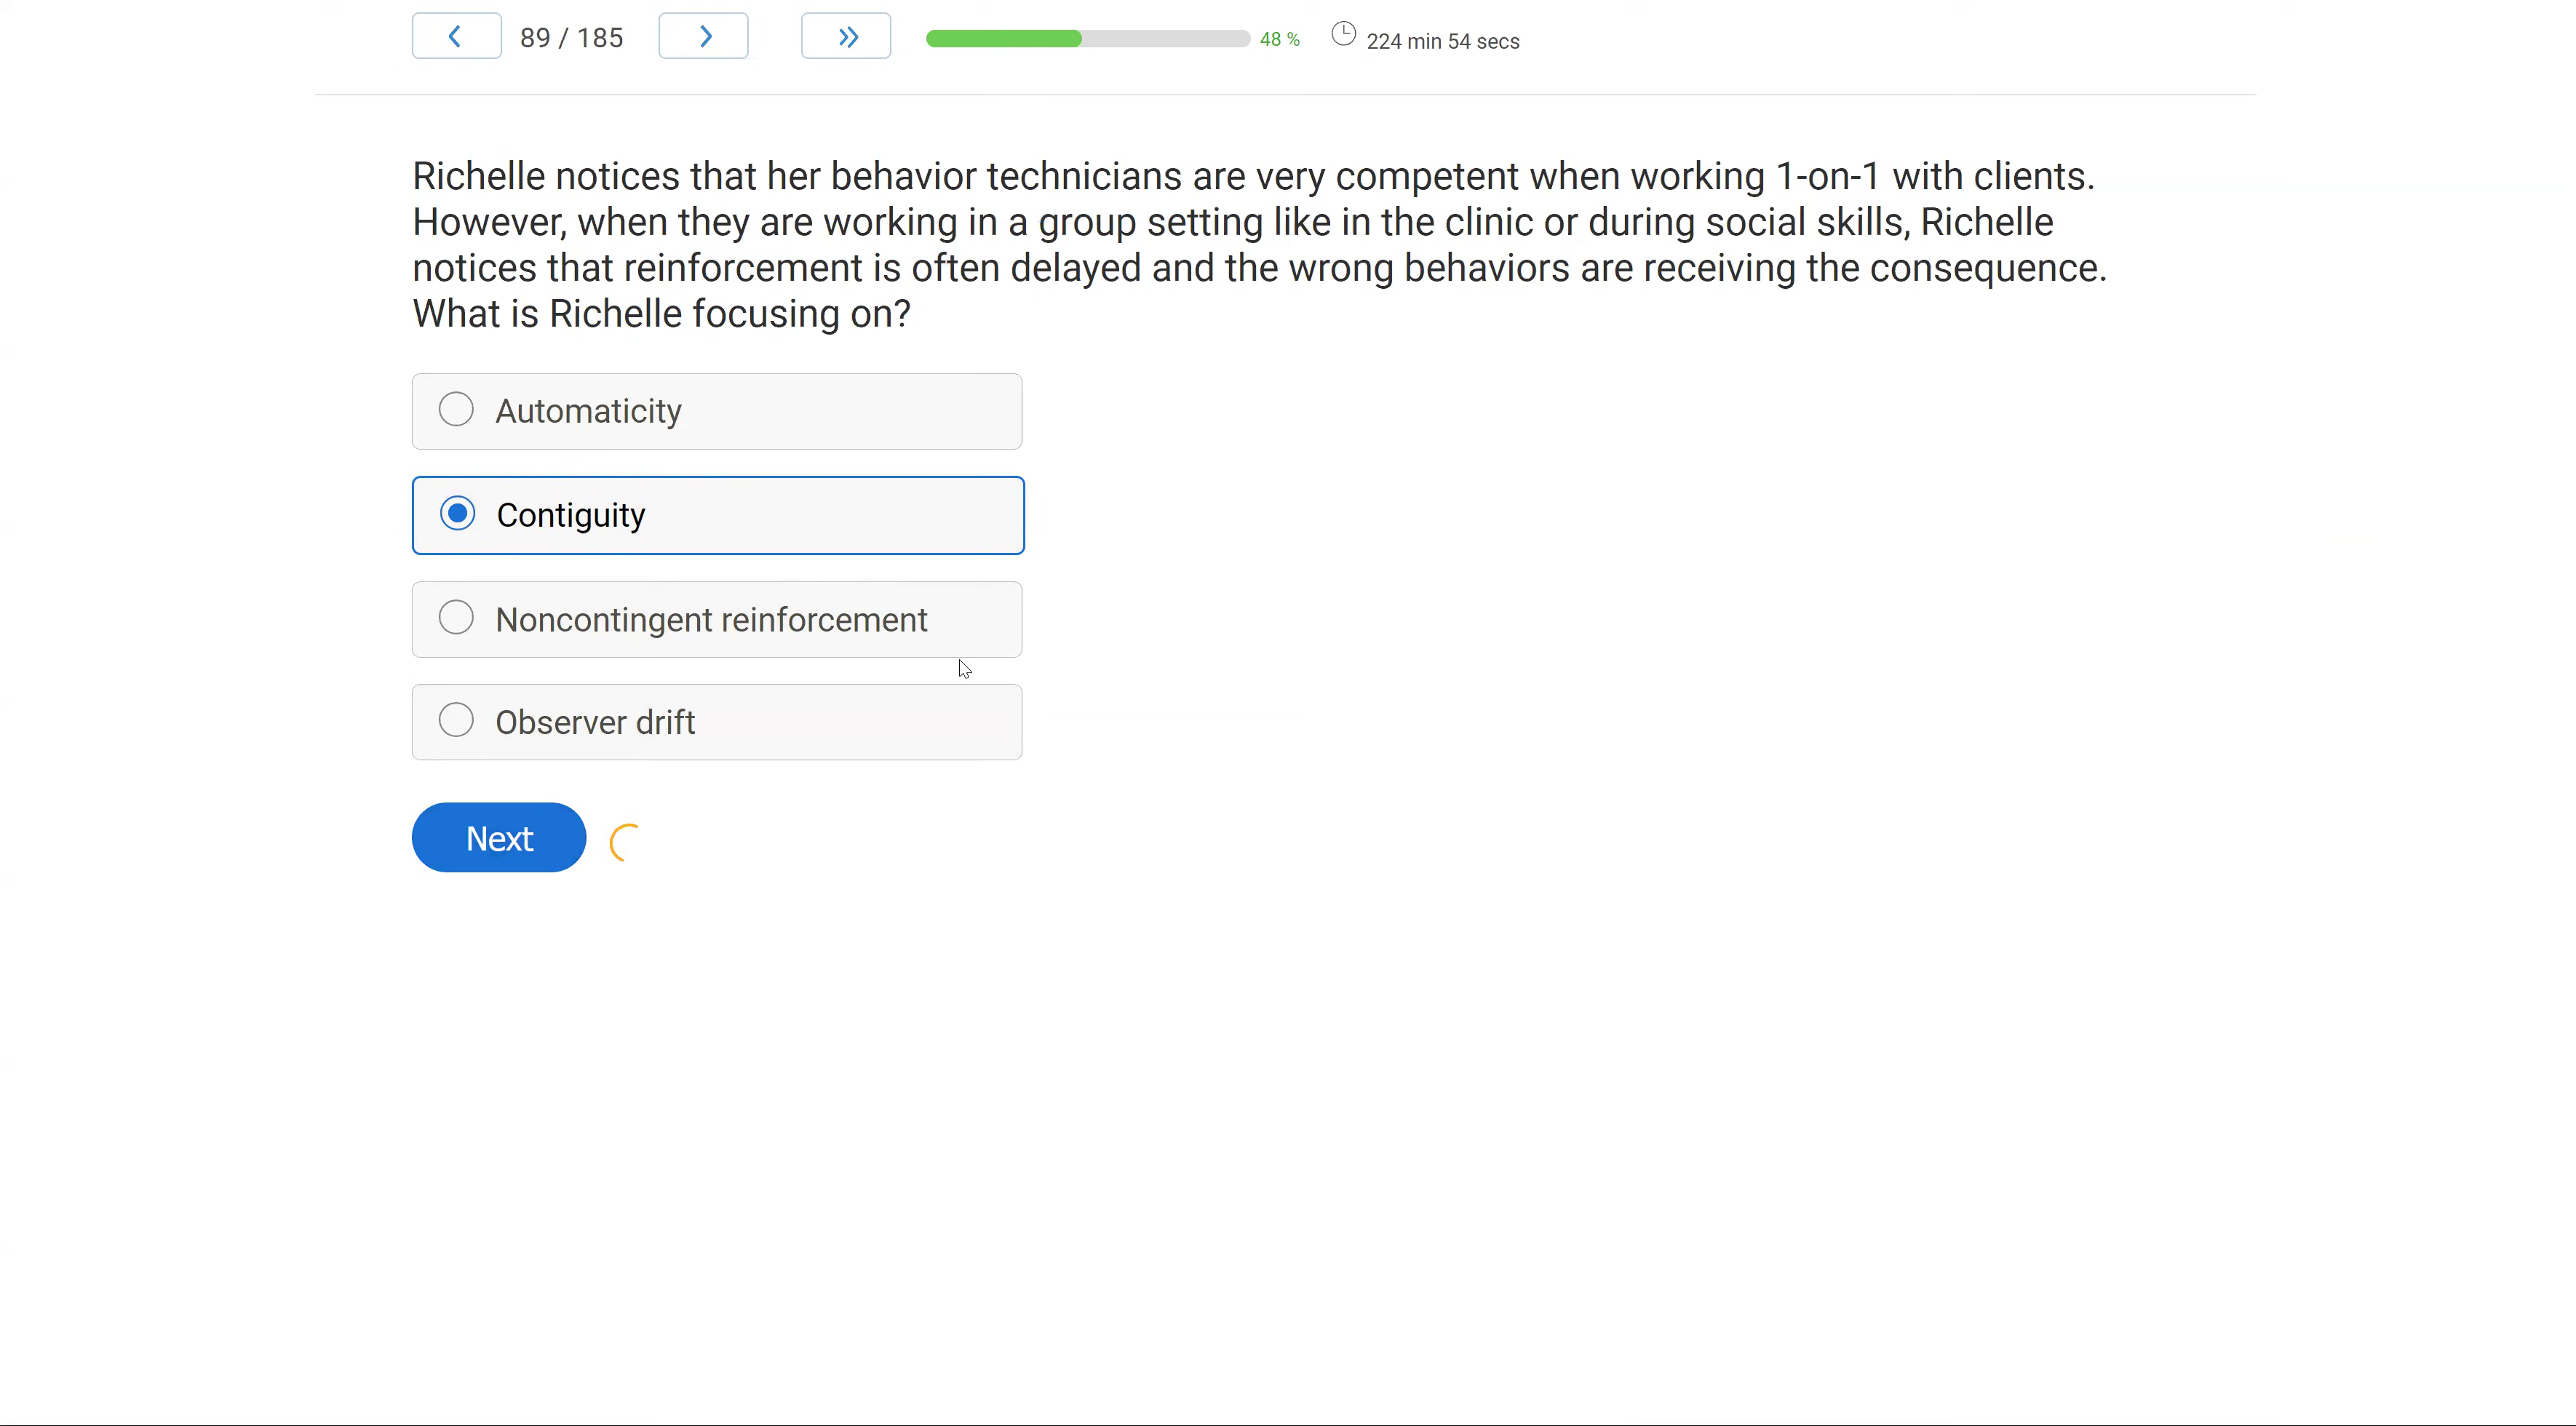 89 / 185
48 %
224 min 54 secs
Richelle notices that her behavior technicians are very competent when working 1-on-1 with clients.
However, when they are working in a group setting like in the clinic or during social skills, Richelle
notices that reinforcement is often delayed and the wrong behaviors are receiving the consequence.
What is Richelle focusing on?
Automaticity
Contiguity
Noncontingent reinforcement
Observer drift
Next